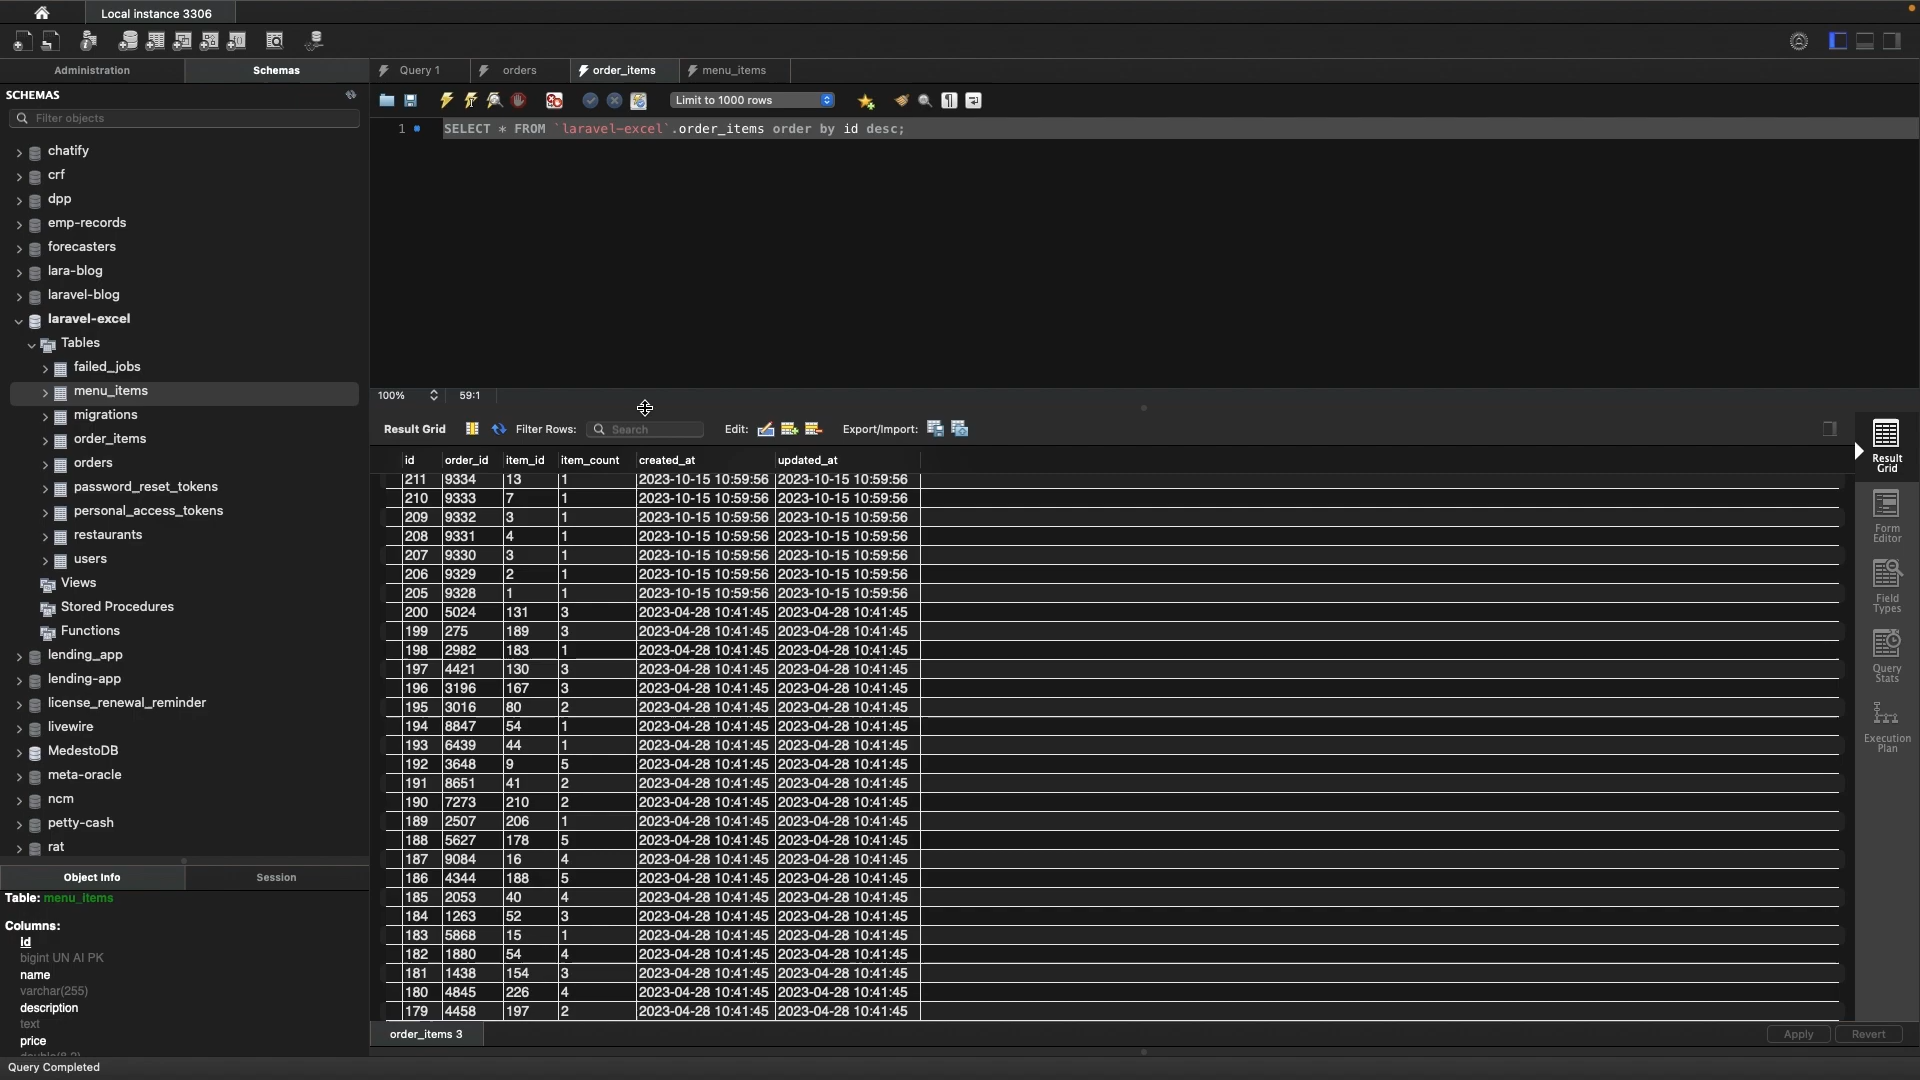 Local instance 3306
Administration
Schemas
Query 1
orders
order_items
menu_items
SCHEMAS
Filter objects
Limit to 1000 rows
1
SELECT * FROM `laravel-excel`.order_items order by id desc;
chatify
crf
dpp
emp-records
forecasters
lara-blog
laravel-blog
laravel-excel
Tables
failed_jobs
menu_items
migrations
order_items
orders
password_reset_tokens
personal_access_tokens
restaurants
users
Views
Stored Procedures
Functions
lending_app
lending-app
license_renewal_reminder
livewire
MedestoDB
meta-oracle
ncm
petty-cash
rat
Object Info
Session
Table: menu_items
Columns:
id
bigint UN AI PK
name
varchar(255)
description
text
price
double(8,2)
Query Completed
100%
59:1
Result Grid
Filter Rows:
Search
Edit:
Export/Import:
id order_id item_id item_count created_at updated_at
211 9334 13 1 2023-10-15 10:59:56 2023-10-15 10:59:56
210 9333 7 1 2023-10-15 10:59:56 2023-10-15 10:59:56
209 9332 3 1 2023-10-15 10:59:56 2023-10-15 10:59:56
208 9331 4 1 2023-10-15 10:59:56 2023-10-15 10:59:56
207 9330 3 1 2023-10-15 10:59:56 2023-10-15 10:59:56
206 9329 2 1 2023-10-15 10:59:56 2023-10-15 10:59:56
205 9328 1 1 2023-10-15 10:59:56 2023-10-15 10:59:56
200 5024 131 3 2023-04-28 10:41:45 2023-04-28 10:41:45
199 275 189 3 2023-04-28 10:41:45 2023-04-28 10:41:45
198 2982 183 1 2023-04-28 10:41:45 2023-04-28 10:41:45
197 4421 130 3 2023-04-28 10:41:45 2023-04-28 10:41:45
196 3196 167 3 2023-04-28 10:41:45 2023-04-28 10:41:45
195 3016 80 2 2023-04-28 10:41:45 2023-04-28 10:41:45
194 8847 54 1 2023-04-28 10:41:45 2023-04-28 10:41:45
193 6439 44 1 2023-04-28 10:41:45 2023-04-28 10:41:45
192 3648 9 5 2023-04-28 10:41:45 2023-04-28 10:41:45
191 8651 41 2 2023-04-28 10:41:45 2023-04-28 10:41:45
190 7273 210 2 2023-04-28 10:41:45 2023-04-28 10:41:45
189 2507 206 1 2023-04-28 10:41:45 2023-04-28 10:41:45
188 5627 178 5 2023-04-28 10:41:45 2023-04-28 10:41:45
187 9084 16 4 2023-04-28 10:41:45 2023-04-28 10:41:45
186 4344 188 5 2023-04-28 10:41:45 2023-04-28 10:41:45
185 2053 40 4 2023-04-28 10:41:45 2023-04-28 10:41:45
184 1263 52 3 2023-04-28 10:41:45 2023-04-28 10:41:45
183 5868 15 1 2023-04-28 10:41:45 2023-04-28 10:41:45
182 1880 54 4 2023-04-28 10:41:45 2023-04-28 10:41:45
181 1438 154 3 2023-04-28 10:41:45 2023-04-28 10:41:45
180 4845 226 4 2023-04-28 10:41:45 2023-04-28 10:41:45
179 4458 197 2 2023-04-28 10:41:45 2023-04-28 10:41:45
order_items 3
Apply
Revert
Result
Grid
Form
Editor
Field
Types
Query
Stats
Execution
Plan